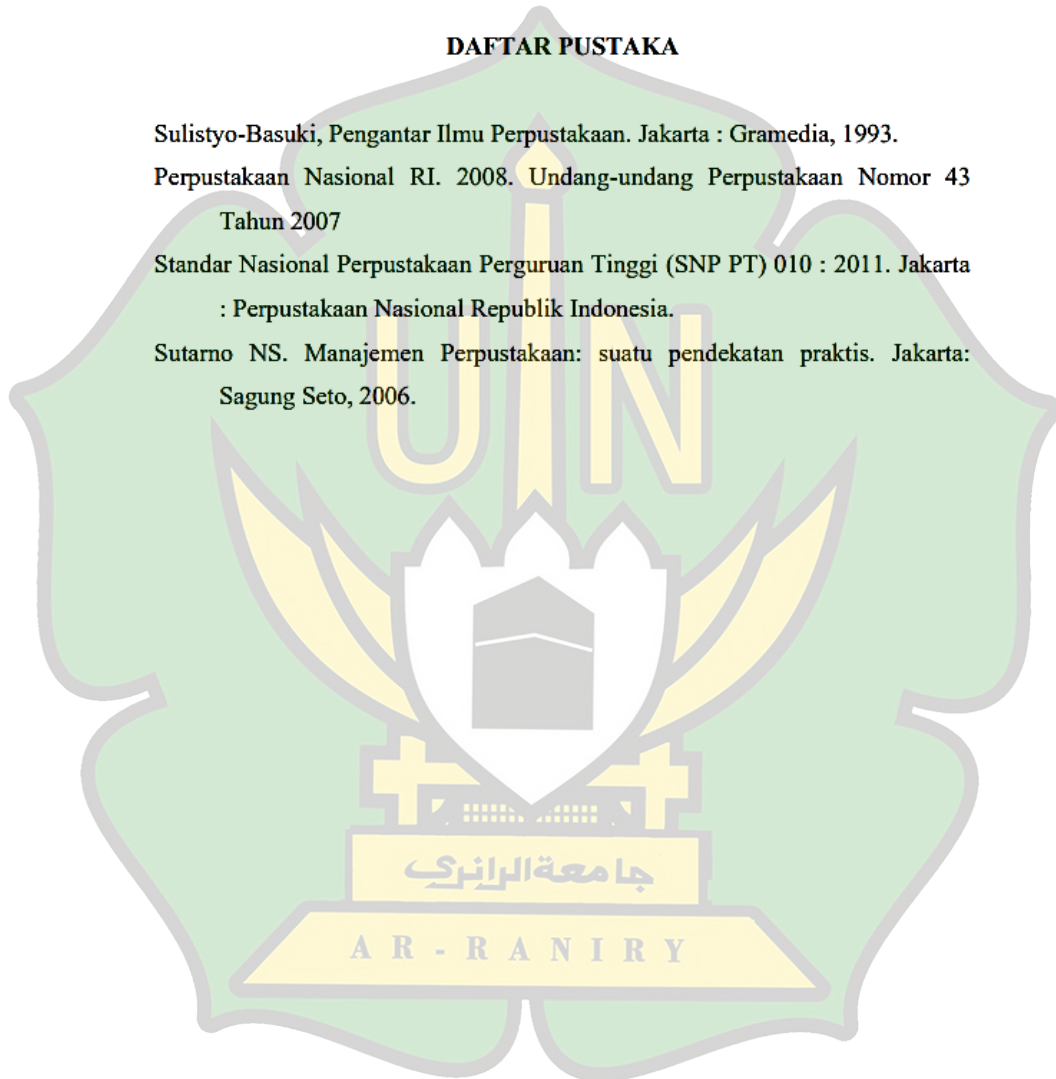 DAFTAR PUSTAKA
Sulistyo-Basuki, Pengantar Ilmu Perpustakaan. Jakarta : Gramedia, 1993.
Perpustakaan Nasional RI. 2008. Undang-undang Perpustakaan Nomor 43
Tahun 2007
Standar Nasional Perpustakaan Perguruan Tinggi (SNP PT) 010 : 2011. Jakarta
: Perpustakaan Nasional Republik Indonesia.
Sutarno NS. Manajemen Perpustakaan: suatu pendekatan praktis. Jakarta:
Sagung Seto, 2006.
UIN
جامعة الرانري
AR-RANIRY